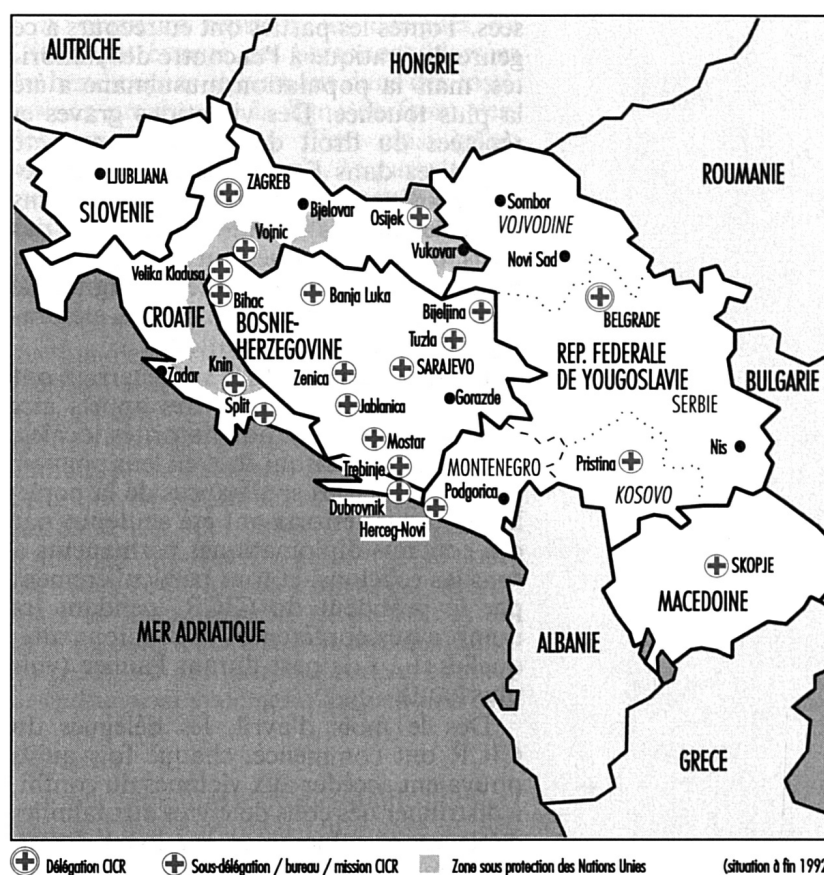 AUTRICHE
HONGRIE
ROUMANIE
LJUBLJANA
SLOVENIE
ZAGREB
Bjelovar
Osijek
Sombor
VOJVODINE
Vojnic
Vukovar
Novi Sad
Velika Kladusa
Bihac
Banja Luka
Bijeljina
BELGRADE
CROATIE
BOSNIE-
HERZEGOVINE
Tuzla
REP. FEDERALE
DE YOUGOSLAVIE
BULGARIE
Knin
Zadar
Zenica
SARAJEVO
Split
Jablanica
Gorazde
SERBIE
Mostar
Nis
Trebinje
MONTENEGRO
Pristina
Dubrovnik
Podgorica
KOSOVO
Herceg-Novi
SKOPJE
MACEDOINE
MER ADRIATIQUE
ALBANIE
GRECE
Délégation CICR
Sous-délégation / bureau / mission CICR
Zone sous protection des Nations Unies
(situation à fin 1992